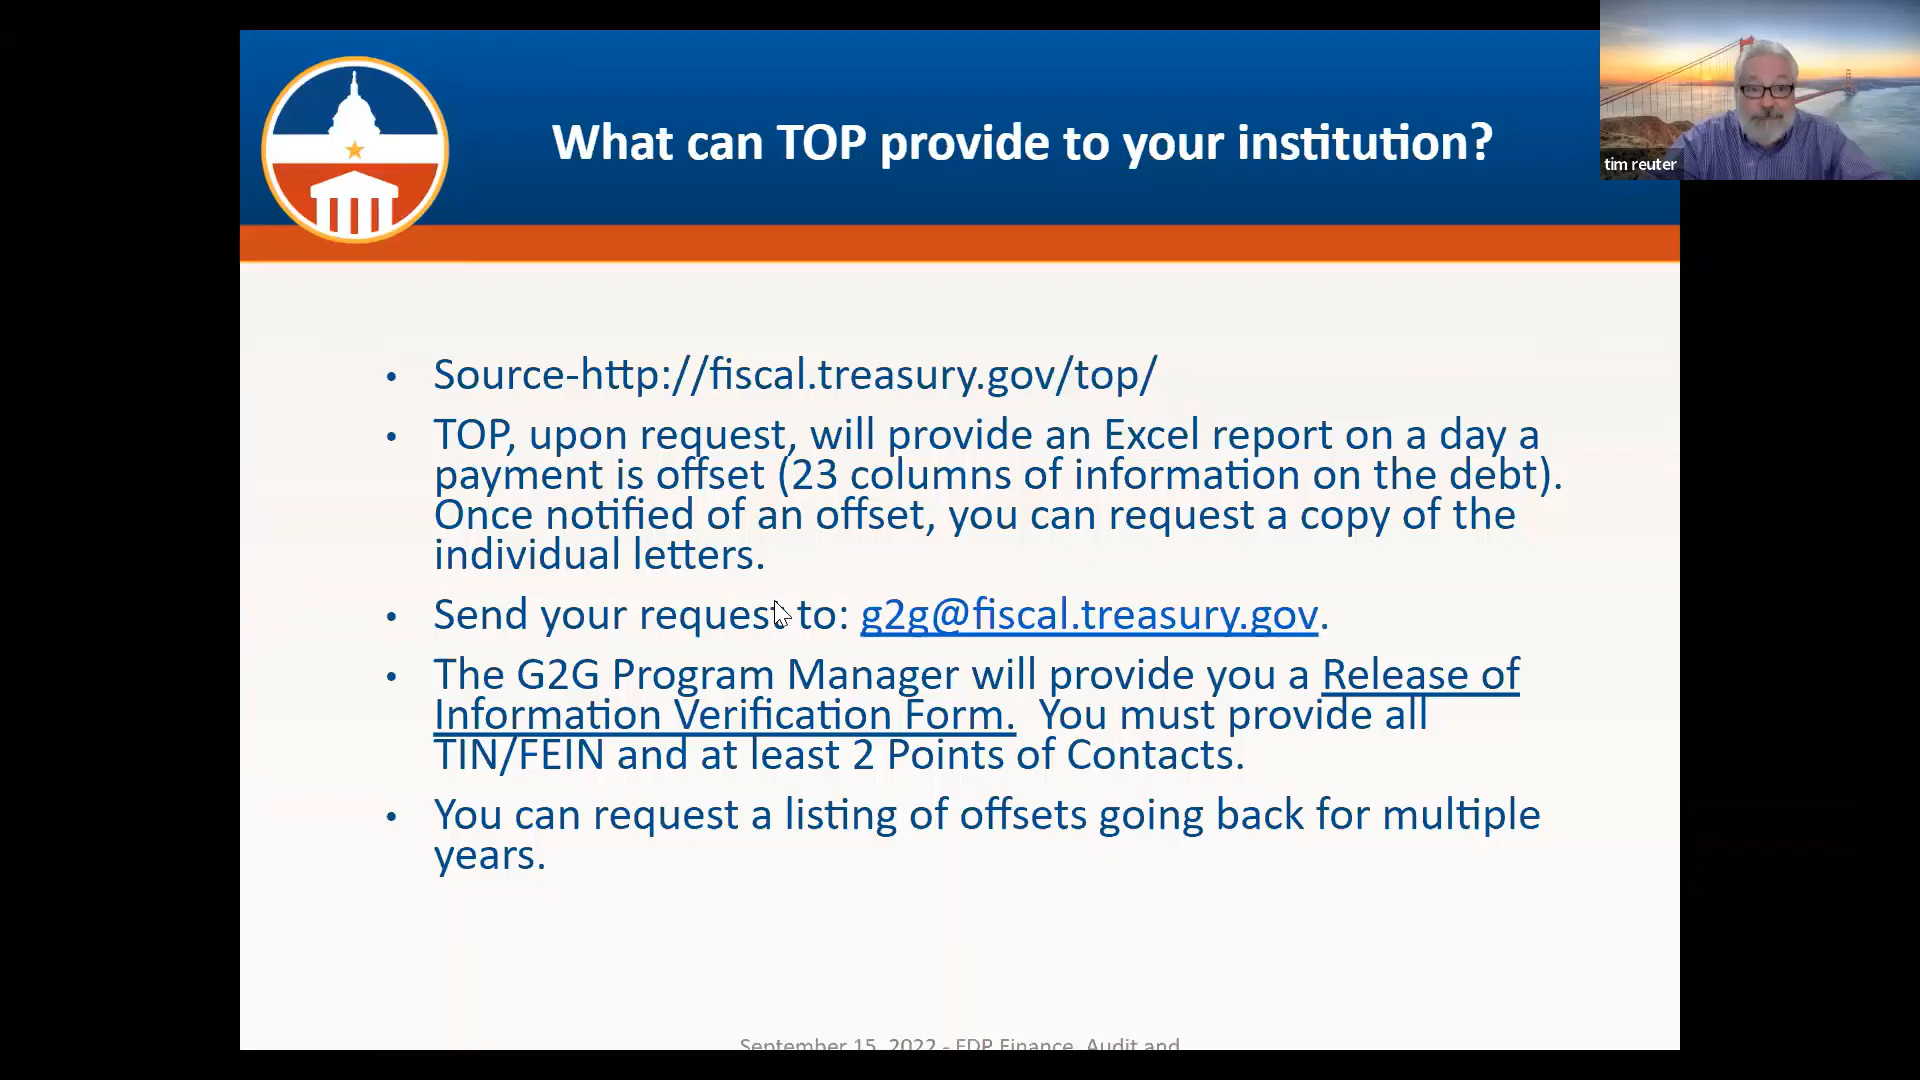 What can TOP provide to your institution?
tim reuter
• Source-http://fiscal.treasury.gov/top/
• TOP, upon request, will provide an Excel report on a day a
payment is offset (23 columns of information on the debt).
Once notified of an offset, you can request a copy of the
individual letters.
• Send your request to: g2g@fiscal.treasury.gov.
• The G2G Program Manager will provide you a Release of
Information Verification Form. You must provide all
TIN/FEIN and at least 2 Points of Contacts.
• You can request a listing of offsets going back for multiple
years.
September 15, 2022 - FDP Finance, Audit and